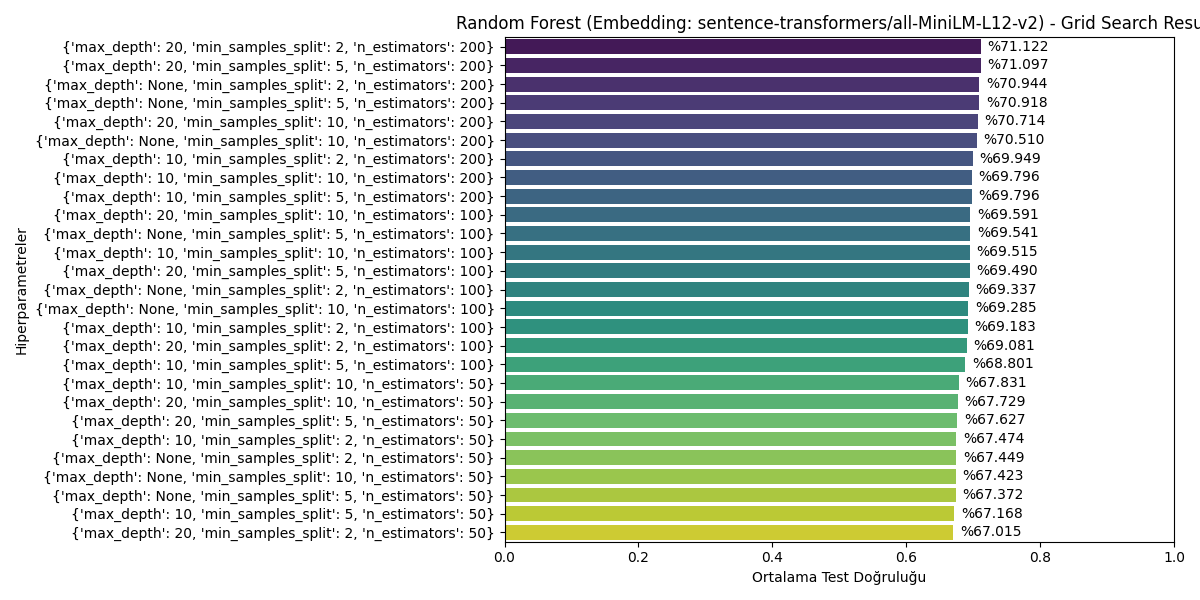 Random Forest (Embedding: sentence-transformers/all-MiniLM-L12-v2) - Grid Search Resu
{'max_depth': 20, 'min_samples_split': 2, 'n_estimators': 200} %71.122
{'max_depth': 20, 'min_samples_split': 5, 'n_estimators': 200} %71.097
{'max_depth': None, 'min_samples_split': 2, 'n_estimators': 200} %70.944
{'max_depth': None, 'min_samples_split': 5, 'n_estimators': 200} %70.918
{'max_depth': 20, 'min_samples_split': 10, 'n_estimators': 200} %70.714
{'max_depth': None, 'min_samples_split': 10, 'n_estimators': 200} %70.510
{'max_depth': 10, 'min_samples_split': 2, 'n_estimators': 200} %69.949
{'max_depth': 10, 'min_samples_split': 10, 'n_estimators': 200} %69.796
{'max_depth': 10, 'min_samples_split': 5, 'n_estimators': 200} %69.796
{'max_depth': 20, 'min_samples_split': 10, 'n_estimators': 100} %69.591
{'max_depth': None, 'min_samples_split': 5, 'n_estimators': 100} %69.541
{'max_depth': 10, 'min_samples_split': 10, 'n_estimators': 100} %69.515
{'max_depth': 20, 'min_samples_split': 5, 'n_estimators': 100} %69.490
{'max_depth': None, 'min_samples_split': 2, 'n_estimators': 100} %69.337
{'max_depth': None, 'min_samples_split': 10, 'n_estimators': 100} %69.285
{'max_depth': 10, 'min_samples_split': 2, 'n_estimators': 100} %69.183
{'max_depth': 20, 'min_samples_split': 2, 'n_estimators': 100} %69.081
{'max_depth': 10, 'min_samples_split': 5, 'n_estimators': 100} %68.801
{'max_depth': 10, 'min_samples_split': 10, 'n_estimators': 50} %67.831
{'max_depth': 20, 'min_samples_split': 10, 'n_estimators': 50} %67.729
{'max_depth': 20, 'min_samples_split': 5, 'n_estimators': 50} %67.627
{'max_depth': 10, 'min_samples_split': 2, 'n_estimators': 50} %67.474
{'max_depth': None, 'min_samples_split': 2, 'n_estimators': 50} %67.449
{'max_depth': None, 'min_samples_split': 10, 'n_estimators': 50} %67.423
{'max_depth': None, 'min_samples_split': 5, 'n_estimators': 50} %67.372
{'max_depth': 10, 'min_samples_split': 5, 'n_estimators': 50} %67.168
{'max_depth': 20, 'min_samples_split': 2, 'n_estimators': 50} %67.015
Hiperparametreler
0.0 0.2 0.4 0.6 0.8 1.0
Ortalama Test Doğruluğu